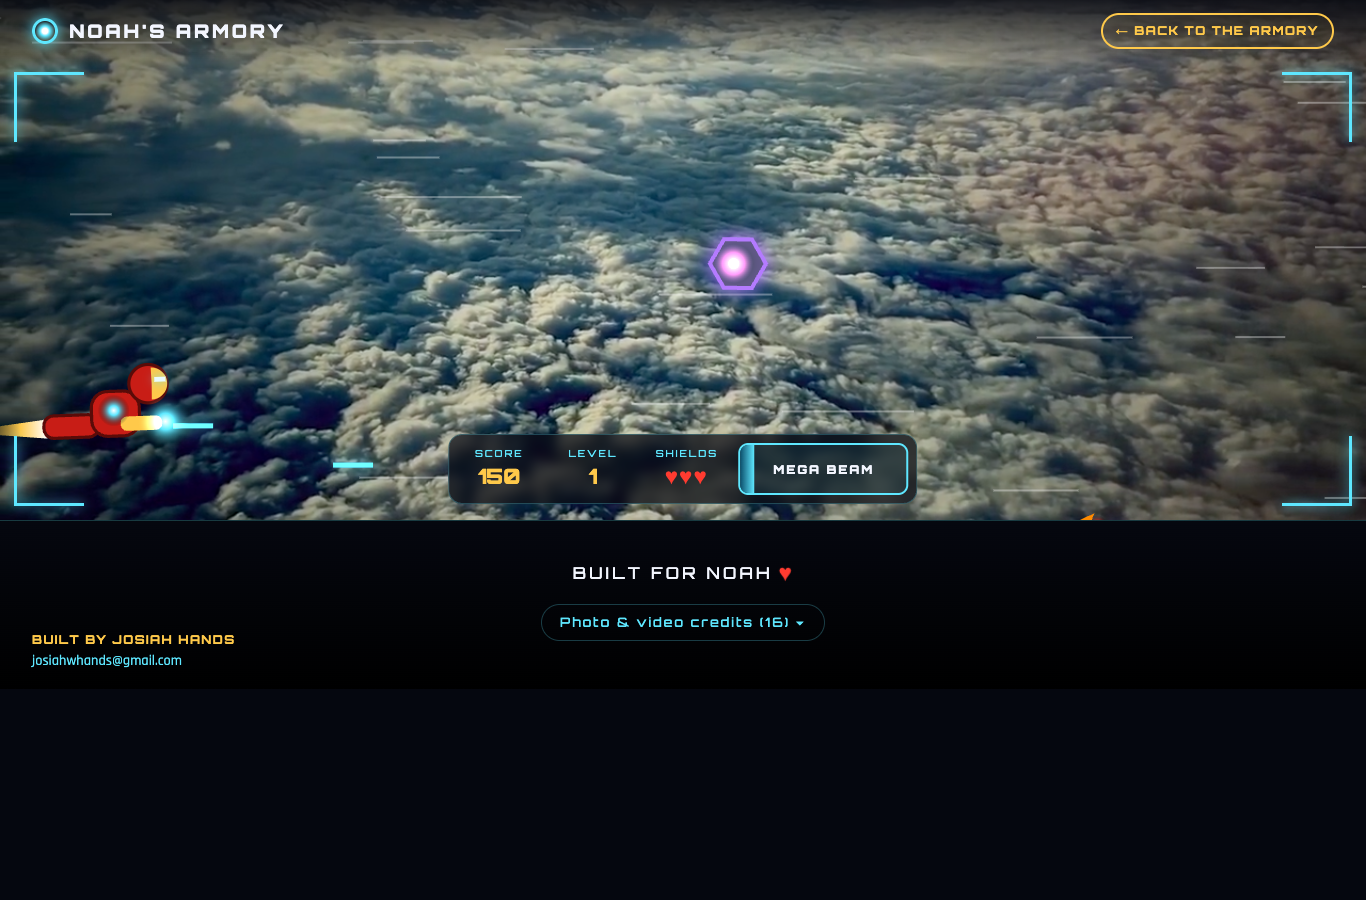 NOAH'S ARMORY
← BACK TO THE ARMORY
SCORE
150
LEVEL
1
SHIELDS
♥♥♥
MEGA BEAM
BUILT FOR NOAH ♥
Photo & video credits (16) ▾
BUILT BY JOSIAH HANDS
josiahwhands@gmail.com